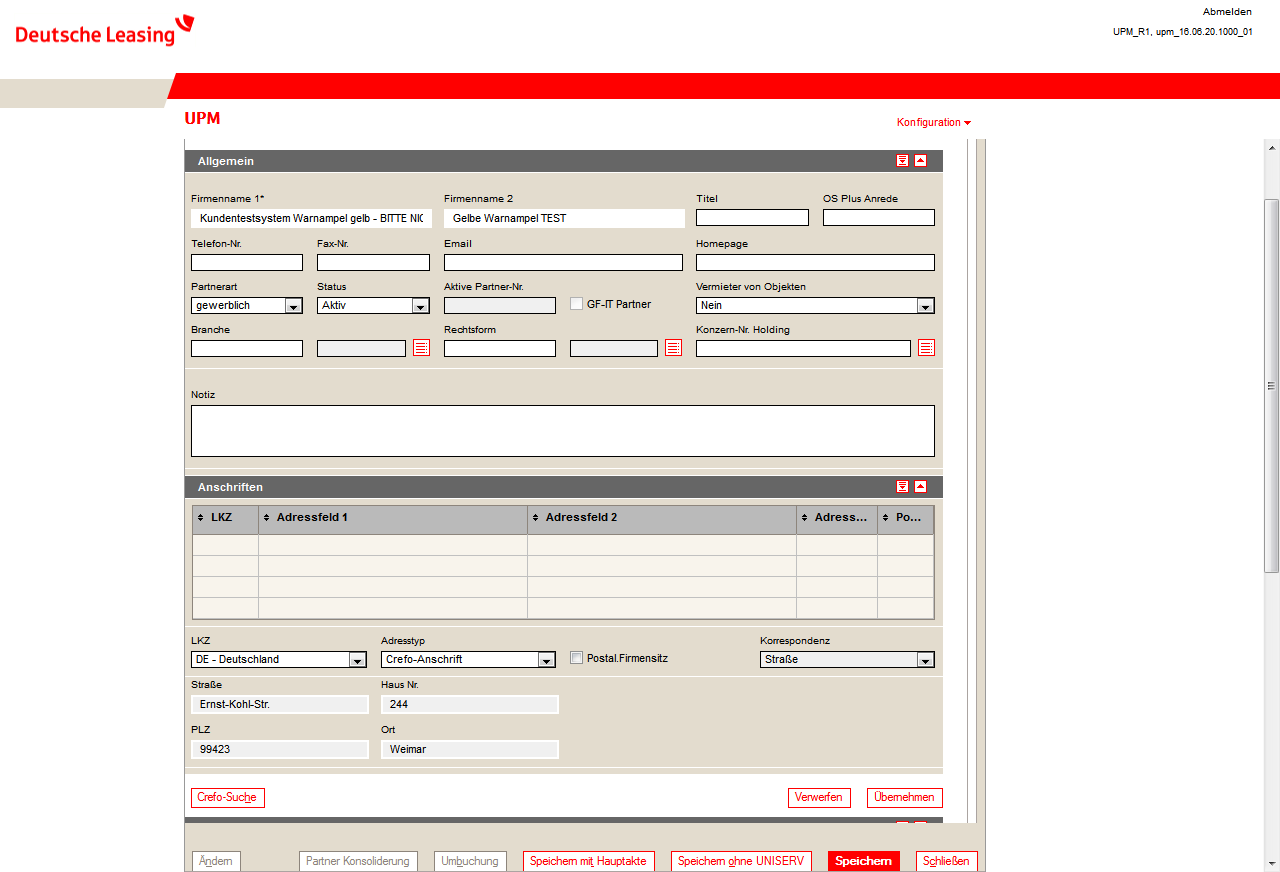 Deutsche Leasing
Abmelden
UPM_R1, upm_16.06.20.1000_01
UPM
Konfiguration
Allgemein
Firmenname 1* Firmenname 2 Titel OS Plus Anrede
Kundentestsystem Warnampel gelb - BITTE NIC Gelbe Warnampel TEST
Telefon-Nr. Fax-Nr. Email Homepage
Partnerart Status Aktive Partner-Nr. Vermieter von Objekten
gewerblich Aktiv GF-IT Partner Nein
Branche Rechtsform Konzern-Nr. Holding
Notiz
Anschriften
LKZ Adressfeld 1 Adressfeld 2 Adress... Po...
LKZ Adresstyp Korrespondenz
DE - Deutschland Crefo-Anschrift Postal.Firmensitz Straße
Straße Haus Nr.
Ernst-Kohl-Str. 244
PLZ Ort
99423 Weimar
Crefo-Suche Verwerfen Übernehmen
Ändern Partner Konsolidierung Umbuchung Speichern mit Hauptakte Speichern ohne UNISERV Speichern Schließen